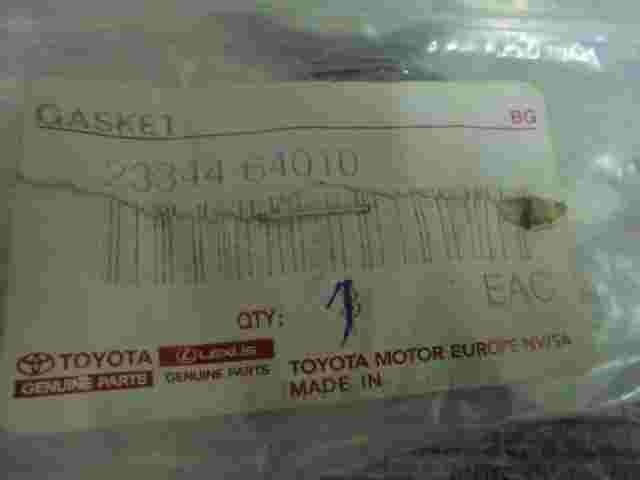 GASKET BG
23344-64010
EAC
QTY:
TOYOTA LEXUS TOYOTA MOTOR EUROPE NV/SA
GENUINE PARTS GENUINE PARTS MADE IN